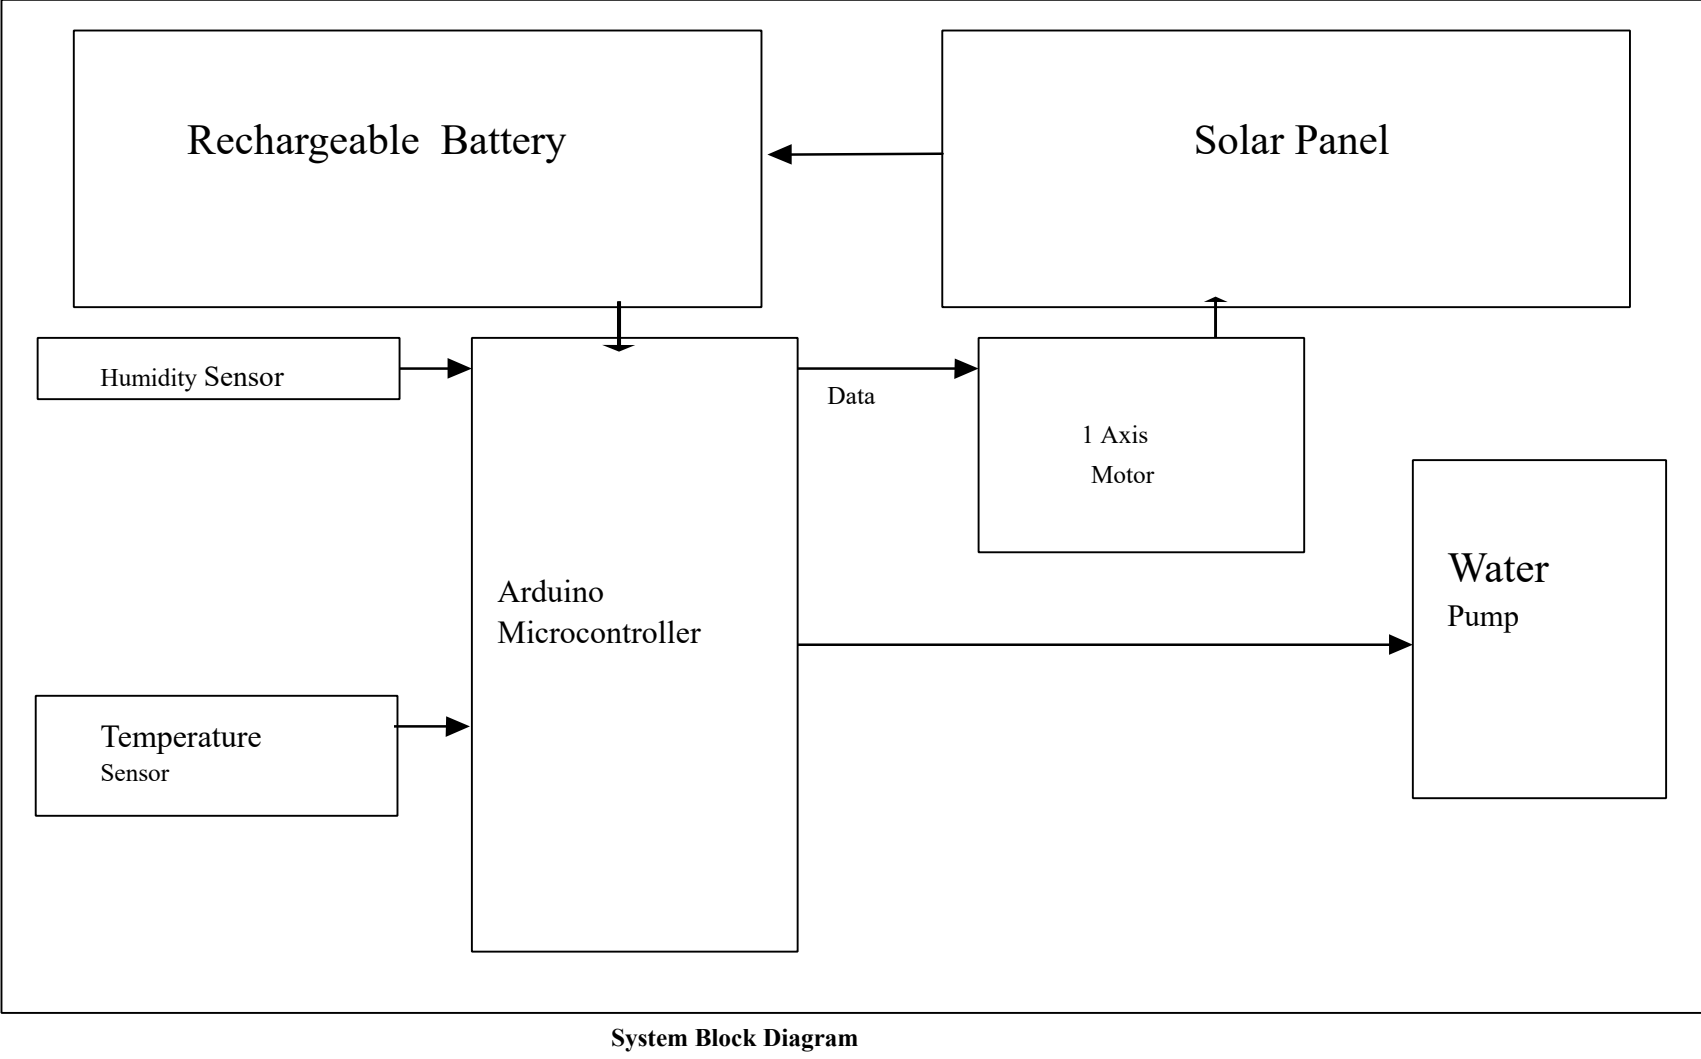 Rechargeable Battery
Solar Panel
Humidity Sensor
Data
1 Axis
Motor
Arduino
Microcontroller
Water
Pump
Temperature
Sensor
System Block Diagram